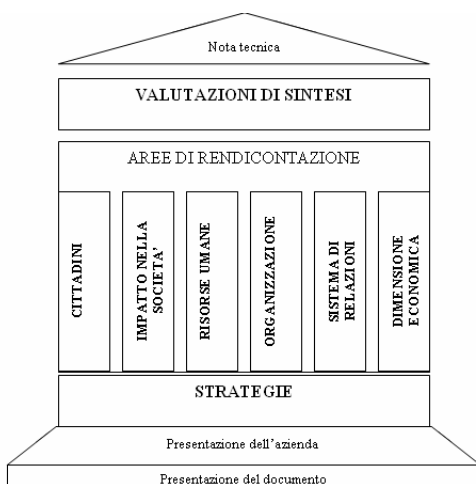 Nota tecnica
VALUTAZIONI DI SINTESI
AREE DI RENDICONTAZIONE
CITTADINI
IMPATTO NELLA
SOCIETA'
RISORSE UMANE
ORGANIZZAZIONE
SISTEMA DI
RELAZIONI
DIMENSIONE
ECONOMICA
STRATEGIE
Presentazione dell'azienda
Presentazione del documento